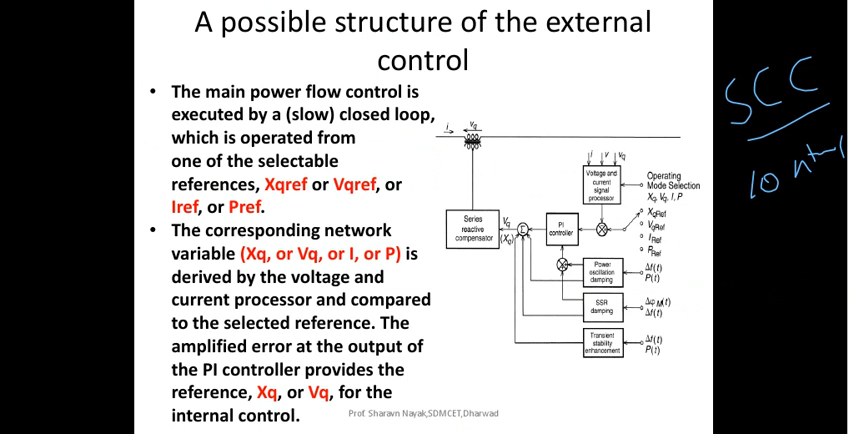 A possible structure of the external
control
• The main power flow control is
executed by a (slow) closed loop,
which is operated from
one of the selectable
references, Xqref or Vqref, or
Iref, or Pref.
• The corresponding network
variable (Xq, or Vq, or I, or P) is
derived by the voltage and
current processor and compared
to the selected reference. The
amplified error at the output of
the PI controller provides the
reference, Xq, or Vq, for the
internal control.
i
Vq
i v vq
Voltage and
current
signal
processor
Operating
Mode Selection
Xq, Vq, I, P
XqRef
VqRef
IRef
PRef
Series
reactive
compensator
Vq
(Xq)
Σ
PI
controller
Power
oscillation
damping
Δf(t)
P(t)
SSR
damping
Δf(t)
Transient
stability
enhancement
Δf(t)
P(t)
Prof Sharavn Nayak,SDMCET,Dharwad
SCC